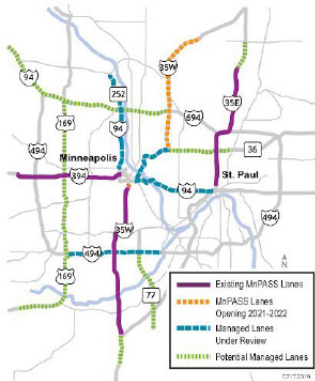 94
35W
252
35E
169
94
694
36
494
Minneapolis
St. Paul
394
94
35W
494
494
169
77
N
Existing MnPASS Lanes
MnPASS Lanes
Opening 2021-2022
Managed Lanes
Under Review
Potential Managed Lanes